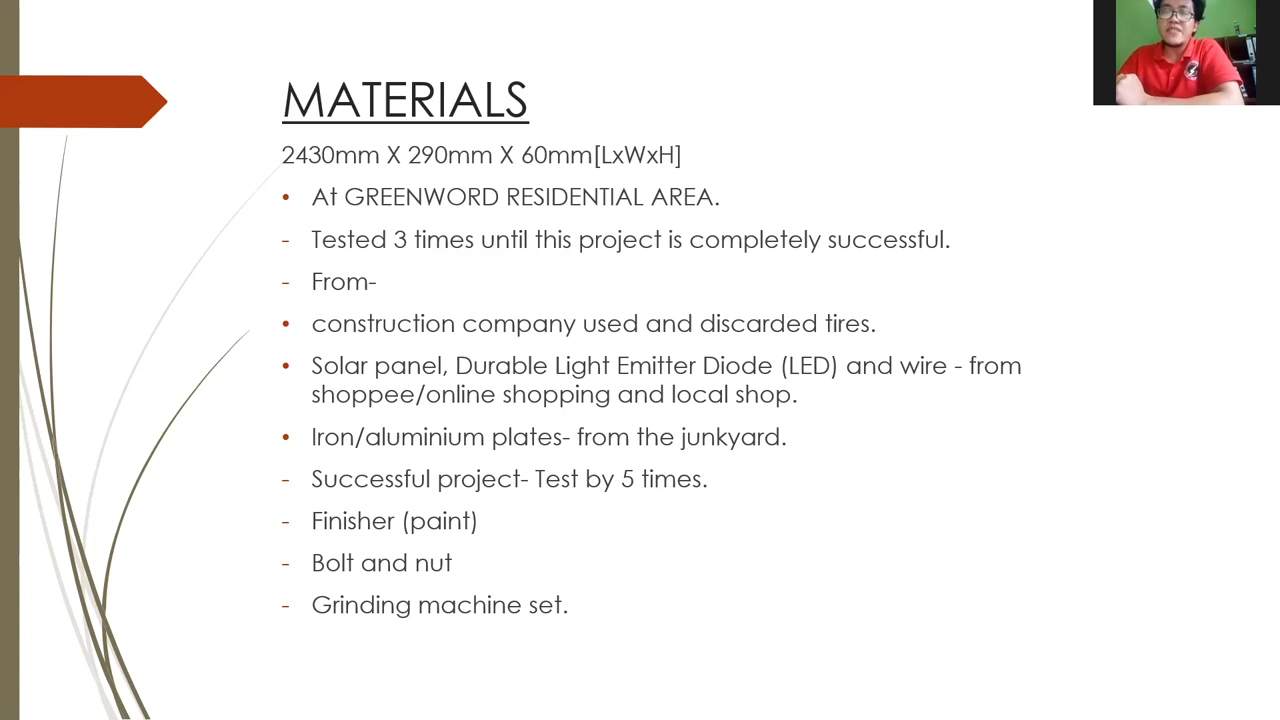 MATERIALS
2430mm X 290mm X 60mm[LxWxH]
• At GREENWORD RESIDENTIAL AREA.
- Tested 3 times until this project is completely successful.
- From-
• construction company used and discarded tires.
• Solar panel, Durable Light Emitter Diode (LED) and wire - from
shoppee/online shopping and local shop.
• Iron/aluminium plates- from the junkyard.
- Successful project- Test by 5 times.
- Finisher (paint)
- Bolt and nut
- Grinding machine set.